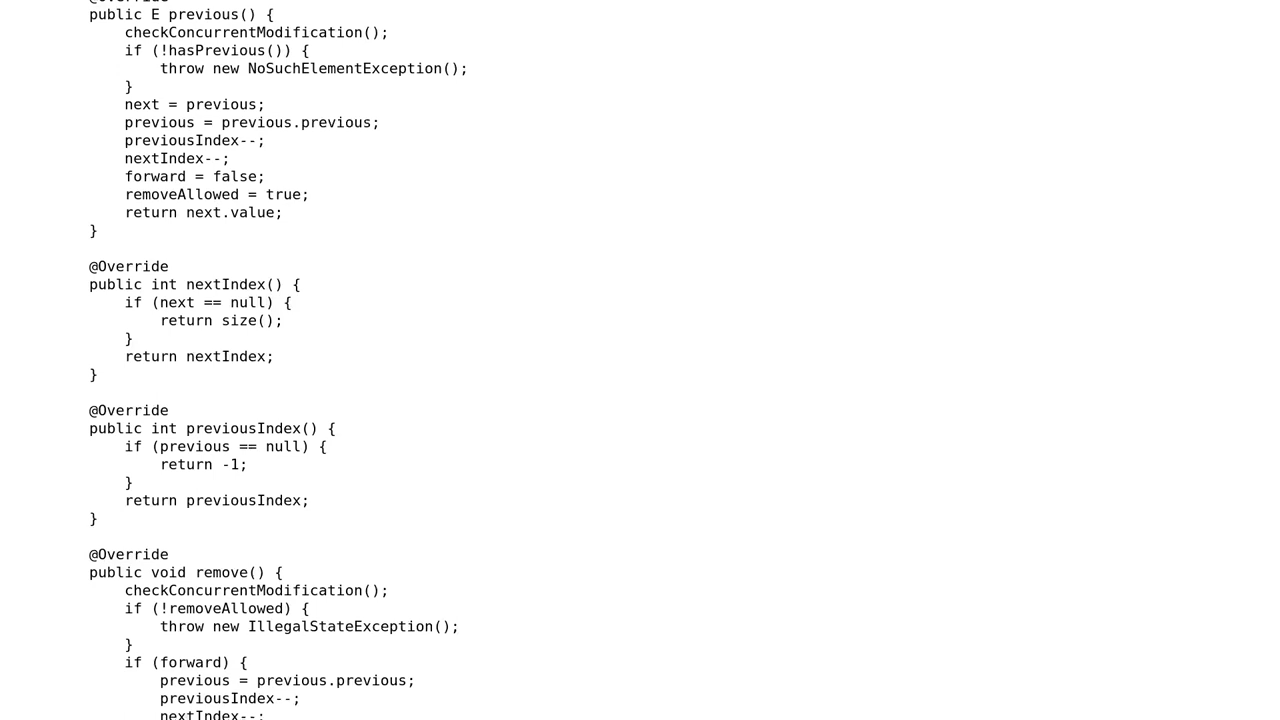 @Override
public E previous() {
    checkConcurrentModification();
    if (!hasPrevious()) {
        throw new NoSuchElementException();
    }
    next = previous;
    previous = previous.previous;
    previousIndex--;
    nextIndex--;
    forward = false;
    removeAllowed = true;
    return next.value;
}

@Override
public int nextIndex() {
    if (next == null) {
        return size();
    }
    return nextIndex;
}

@Override
public int previousIndex() {
    if (previous == null) {
        return -1;
    }
    return previousIndex;
}

@Override
public void remove() {
    checkConcurrentModification();
    if (!removeAllowed) {
        throw new IllegalStateException();
    }
    if (forward) {
        previous = previous.previous;
        previousIndex--;
        nextIndex--;